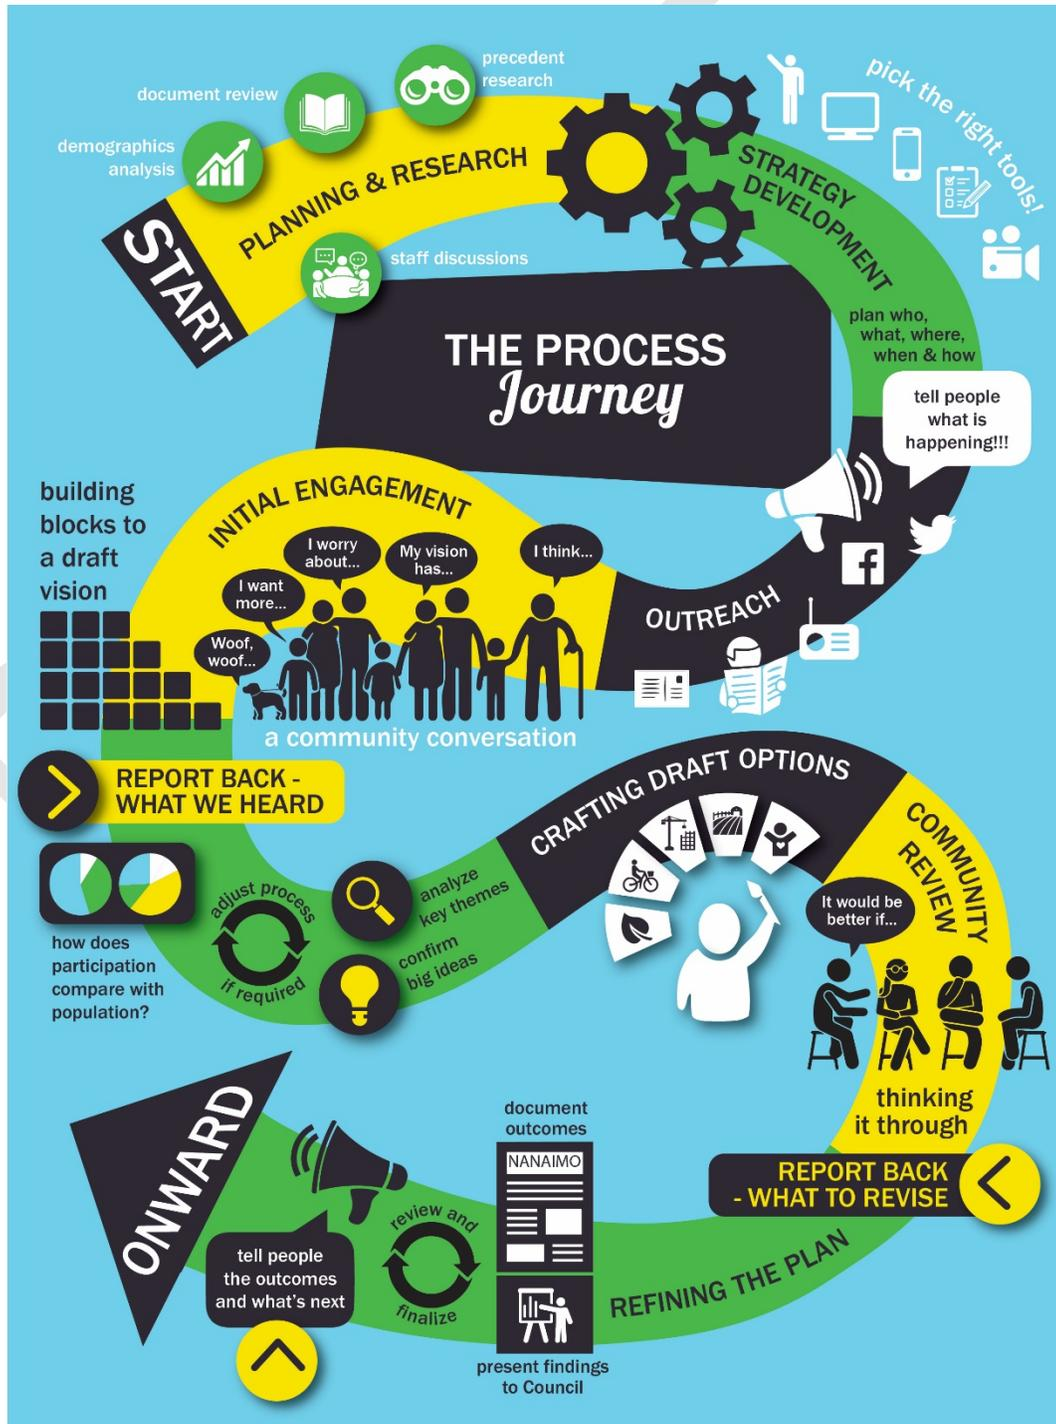 START
PLANNING & RESEARCH
demographics
analysis
document review
precedent
research
staff discussions
STRATEGY
DEVELOPMENT
pick the right tools!
plan who,
what, where,
when & how
THE PROCESS
Journey
tell people
what is
happening!!!
OUTREACH
INITIAL ENGAGEMENT
I think...
My vision
has...
I worry
about...
I want
more...
Woof,
woof...
a community conversation
building
blocks to
a draft
vision
REPORT BACK -
WHAT WE HEARD
how does
participation
compare with
population?
adjust process
if required
analyze
key themes
confirm
big ideas
CRAFTING DRAFT OPTIONS
COMMUNITY
REVIEW
It would be
better if...
thinking
it through
REPORT BACK
- WHAT TO REVISE
REFINING THE PLAN
document
outcomes
NANAIMO
present findings
to Council
review and
finalize
tell people
the outcomes
and what's next
ONWARD